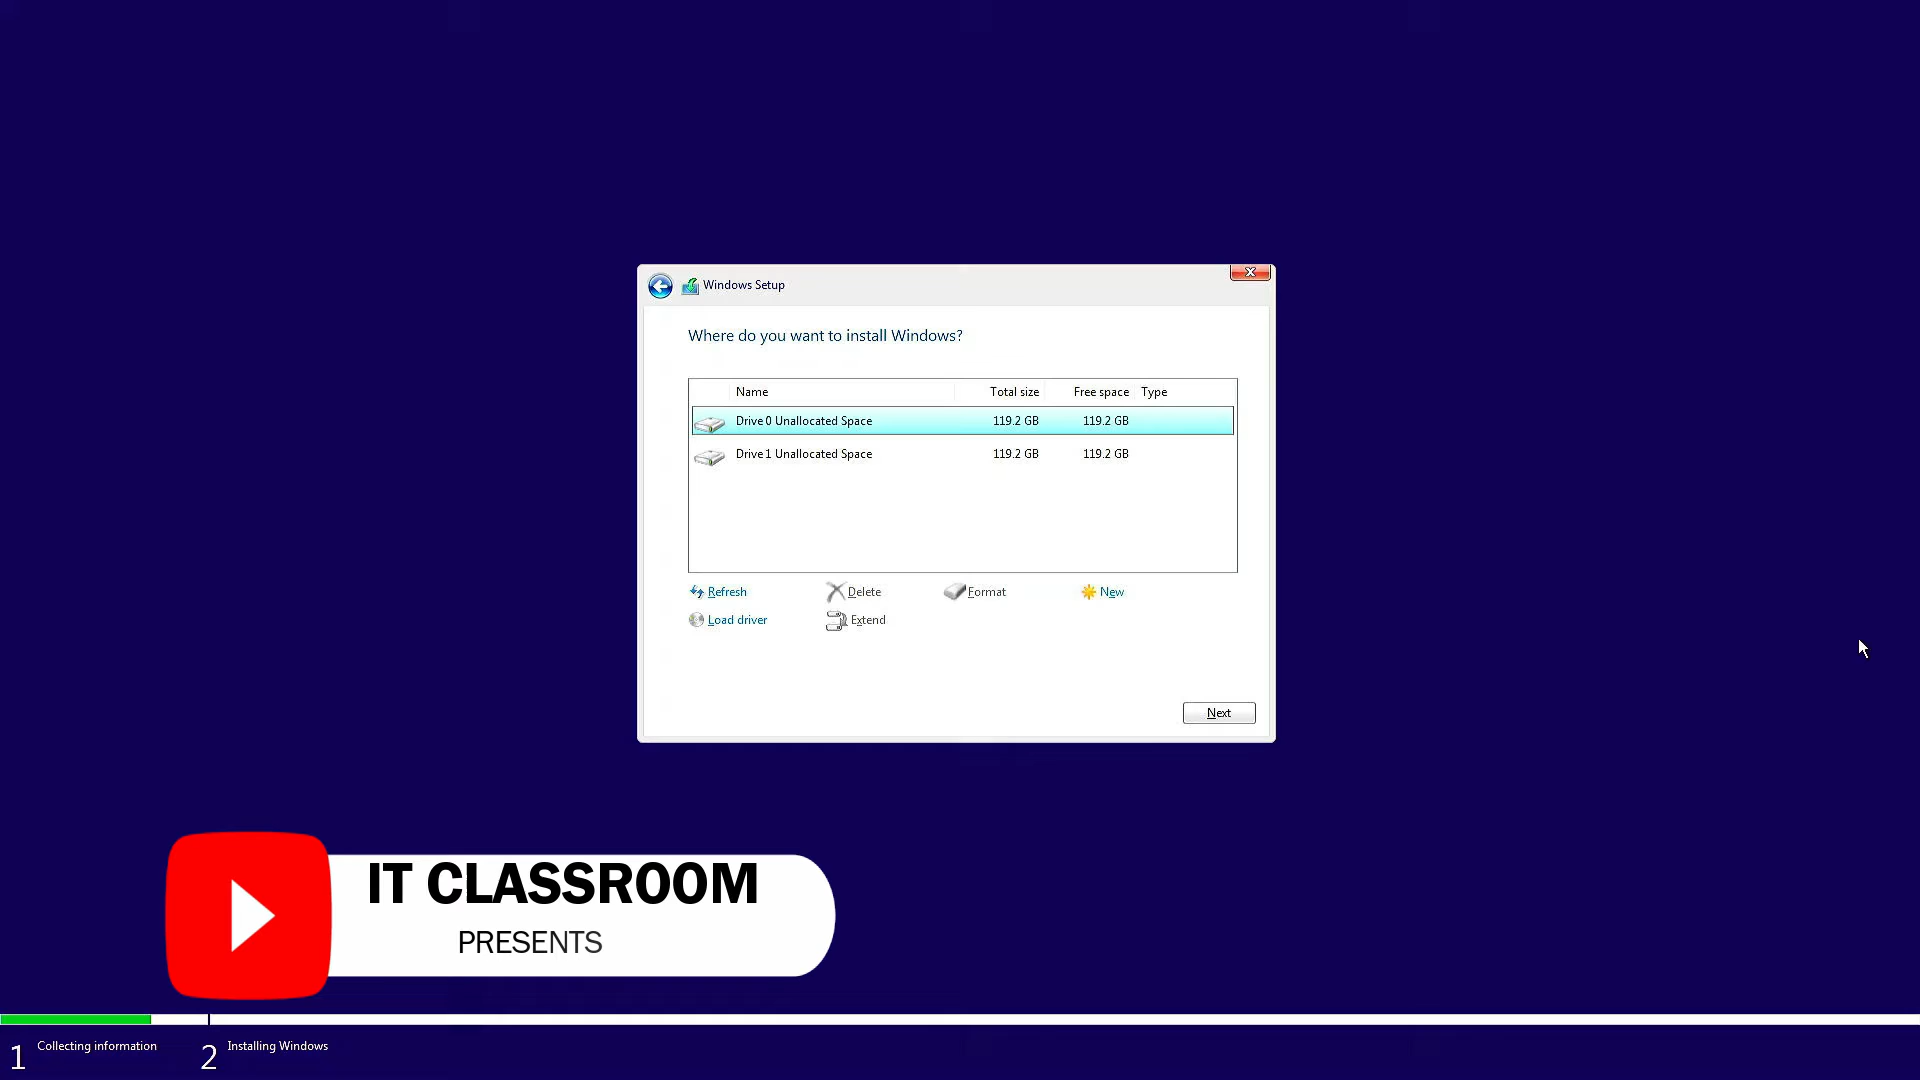 Windows Setup
Where do you want to install Windows?
Name Total size Free space Type
Drive 0 Unallocated Space 119.2 GB 119.2 GB
Drive 1 Unallocated Space 119.2 GB 119.2 GB
Refresh Delete Format New
Load driver Extend
Next
IT CLASSROOM
PRESENTS
1 Collecting information 2 Installing Windows